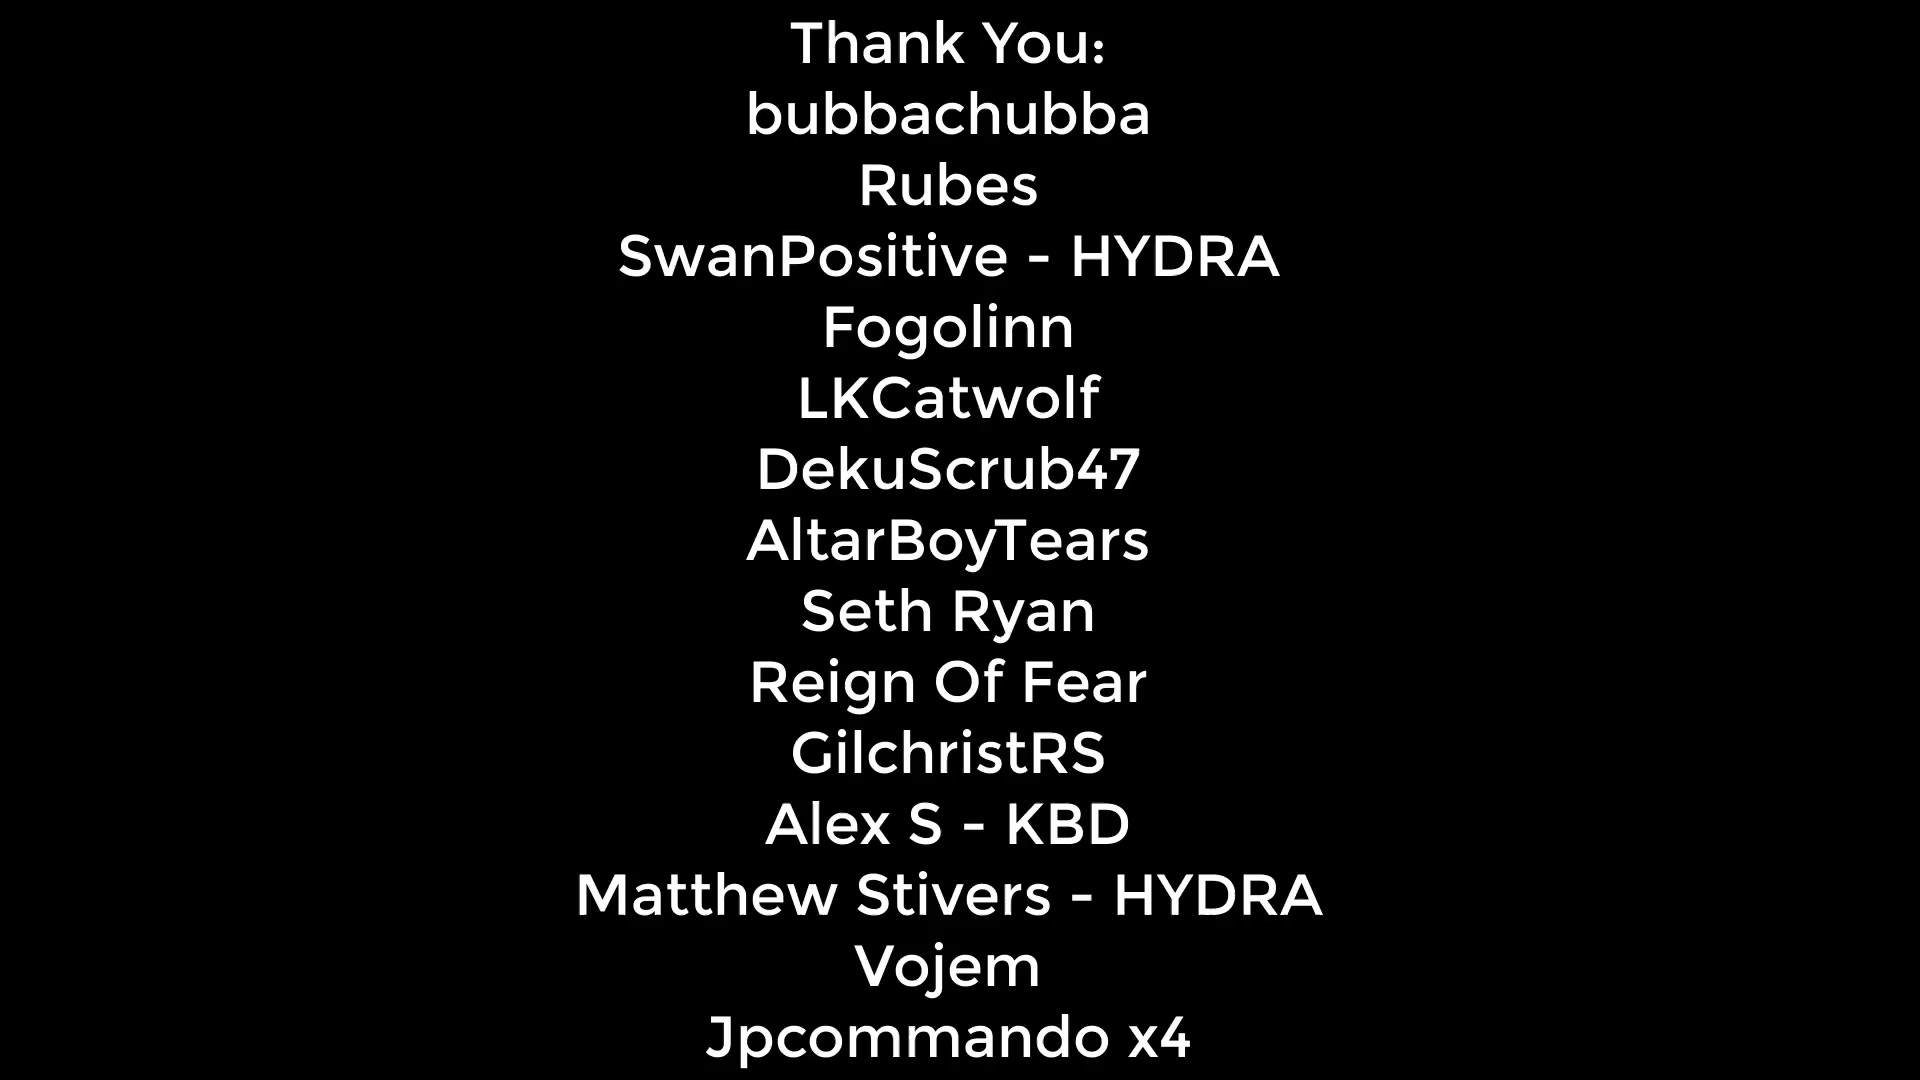 Thank You:
bubbachubba
Rubes
SwanPositive - HYDRA
Fogolinn
LKCatwolf
DekuScrub47
AltarBoyTears
Seth Ryan
Reign Of Fear
GilchristRS
Alex S - KBD
Matthew Stivers - HYDRA
Vojem
Jpcommando x4